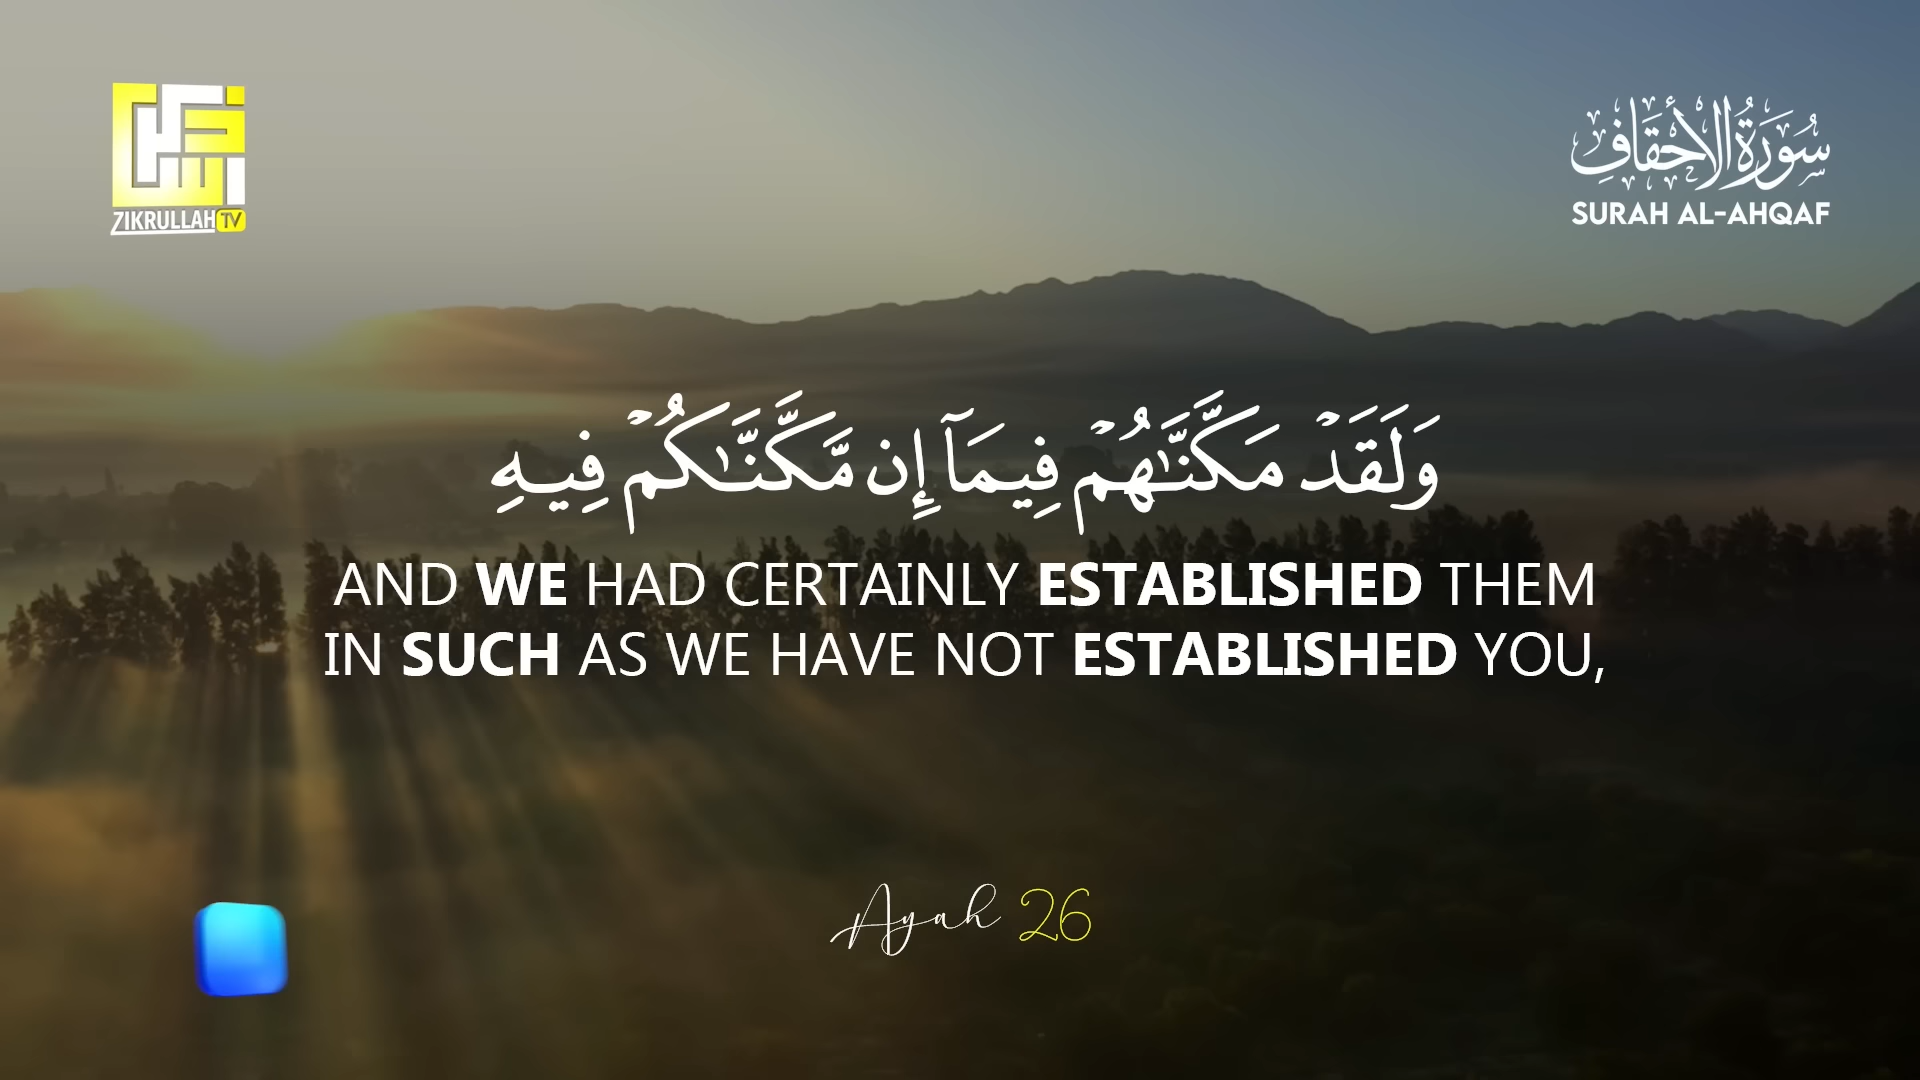 ZIKRULLAH TV
سُورَةُ الْأَحْقَافِ
SURAH AL-AHQAF
وَلَقَدۡ مَكَّنَّـٰهُمۡ فِيمَآ إِن مَّكَّنَّـٰكُمۡ فِيهِ
AND WE HAD CERTAINLY ESTABLISHED THEM
IN SUCH AS WE HAVE NOT ESTABLISHED YOU,
Ayah 26